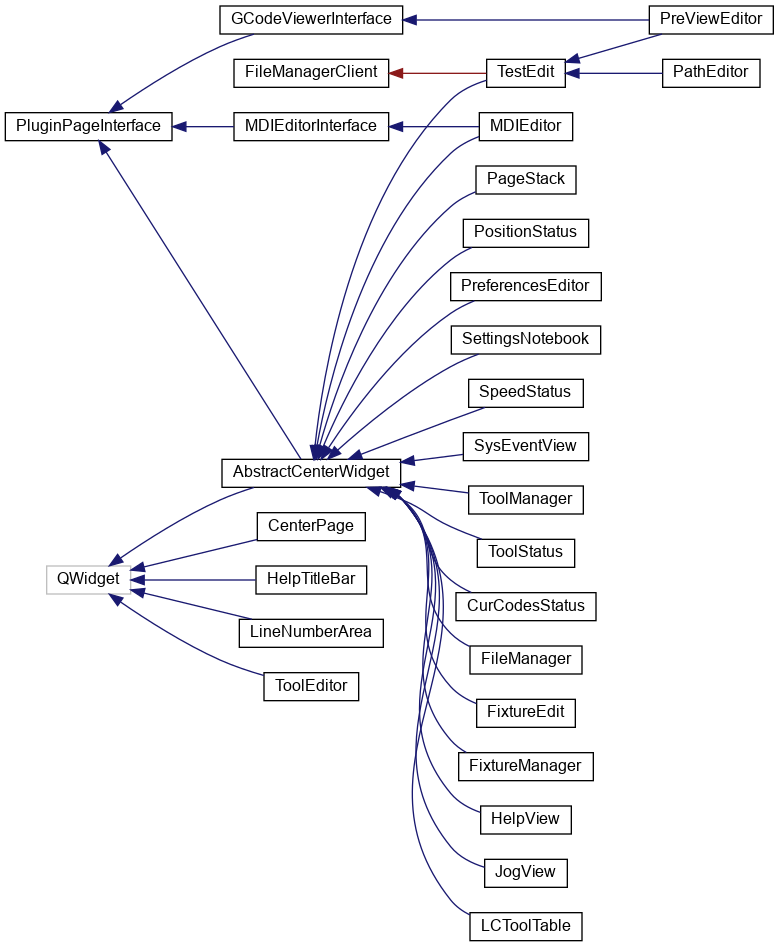 GCodeViewerInterface
PreViewEditor
FileManagerClient
TestEdit
PathEditor
PluginPageInterface
MDIEditorInterface
MDIEditor
PageStack
PositionStatus
PreferencesEditor
SettingsNotebook
SpeedStatus
SysEventView
AbstractCenterWidget
ToolManager
CenterPage
ToolStatus
QWidget
HelpTitleBar
CurCodesStatus
LineNumberArea
FileManager
ToolEditor
FixtureEdit
FixtureManager
HelpView
JogView
LCToolTable